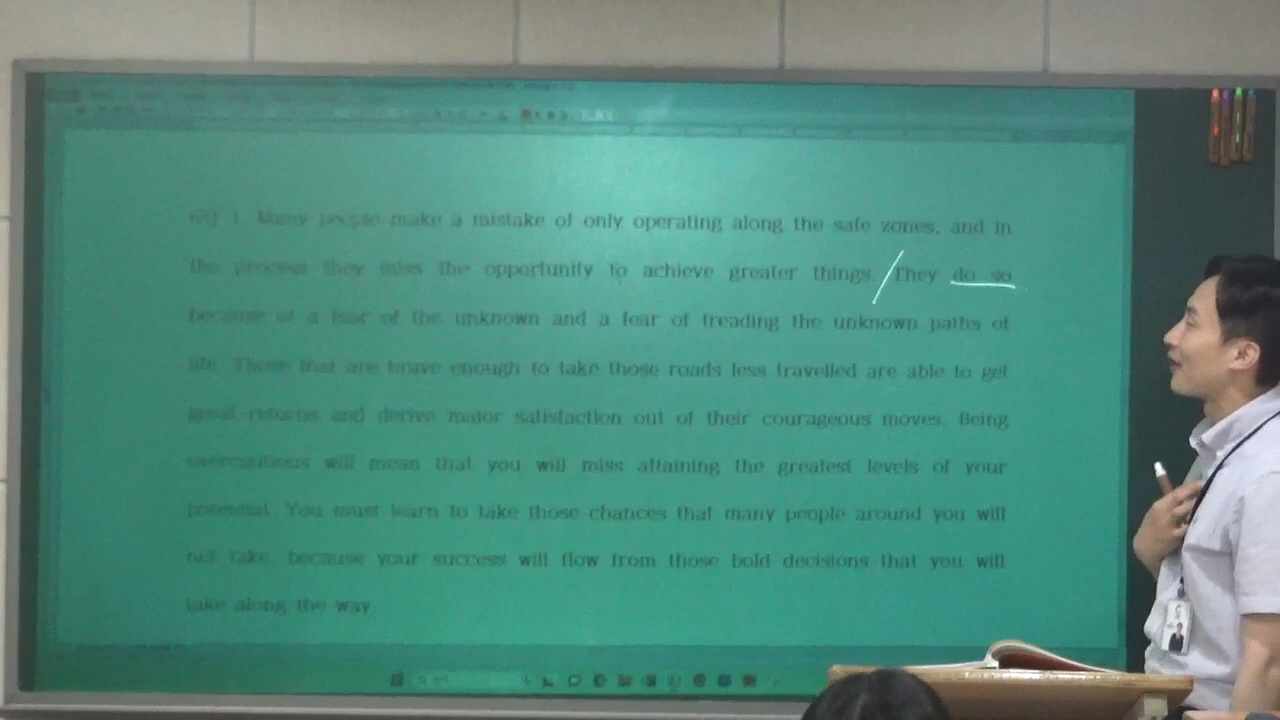 1. Many people make a mistake of only operating along the safe zones, and in
the process they miss the opportunity to achieve greater things. They do so
because of a fear of the unknown and a fear of treading the unknown paths of
life. Those that are brave enough to take those roads less travelled are able to get
great returns and derive major satisfaction out of their courageous moves. Being
overcautious will mean that you will miss attaining the greatest levels of your
potential. You must learn to take those chances that many people around you will
not take, because your success will flow from those bold decisions that you will
take along the way.